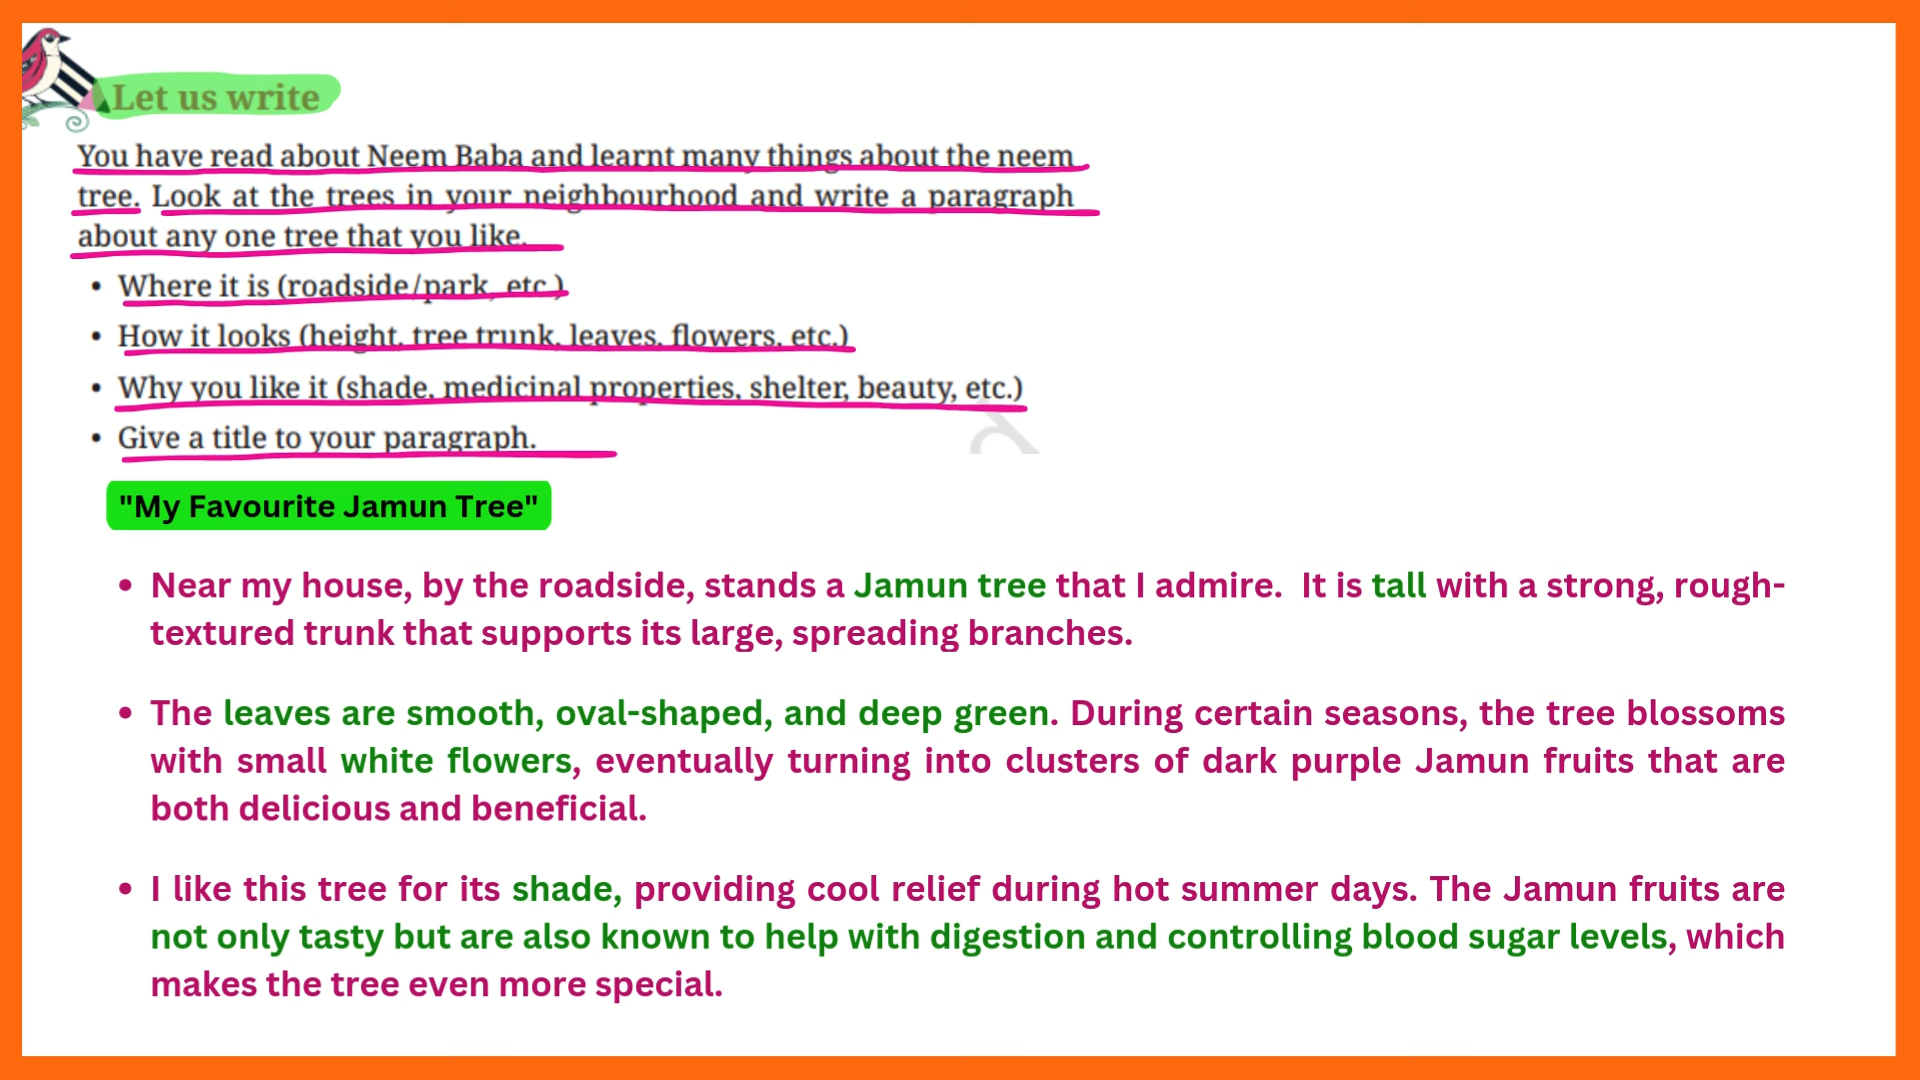 Let us write
You have read about Neem Baba and learnt many things about the neem
tree. Look at the trees in your neighbourhood and write a paragraph
about any one tree that you like.
• Where it is (roadside/park, etc.)
• How it looks (height, tree trunk, leaves, flowers, etc.)
• Why you like it (shade, medicinal properties, shelter, beauty, etc.)
• Give a title to your paragraph.
"My Favourite Jamun Tree"
• Near my house, by the roadside, stands a Jamun tree that I admire. It is tall with a strong, rough-
textured trunk that supports its large, spreading branches.
• The leaves are smooth, oval-shaped, and deep green. During certain seasons, the tree blossoms
with small white flowers, eventually turning into clusters of dark purple Jamun fruits that are
both delicious and beneficial.
• I like this tree for its shade, providing cool relief during hot summer days. The Jamun fruits are
not only tasty but are also known to help with digestion and controlling blood sugar levels, which
makes the tree even more special.